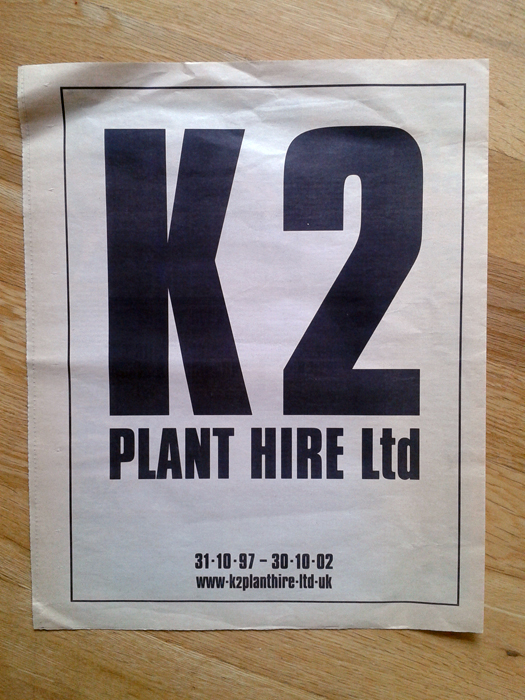 K2
PLANT HIRE Ltd
31·10·97 – 30·10·02
www·k2planthire·ltd·uk